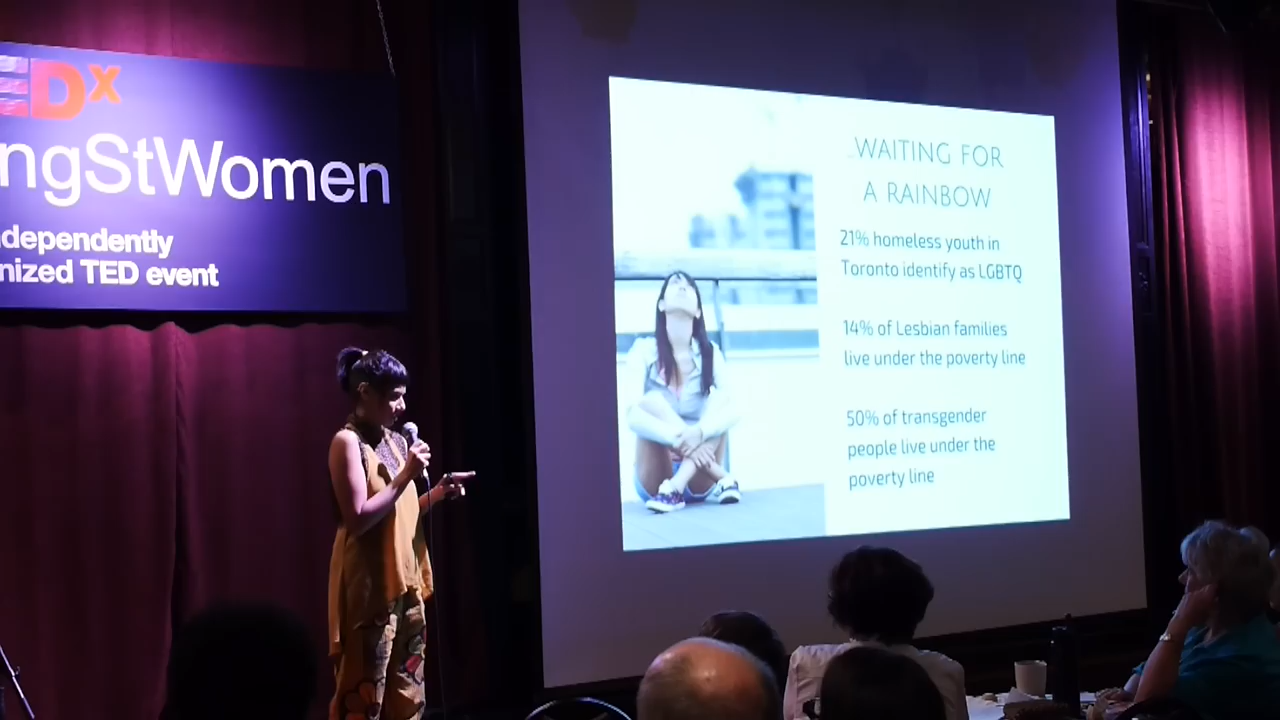 EDx
ngStWomen
dependently
nized TED event
WAITING FOR
A RAINBOW
21% homeless youth in
Toronto identify as LGBTQ
14% of Lesbian families
live under the poverty line
50% of transgender
people live under the
poverty line